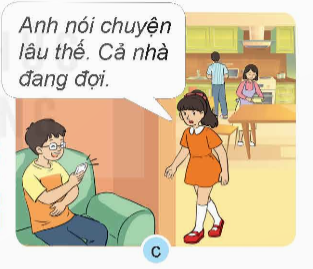 Anh nói chuyện
lâu thế. Cả nhà
đang đợi.
C